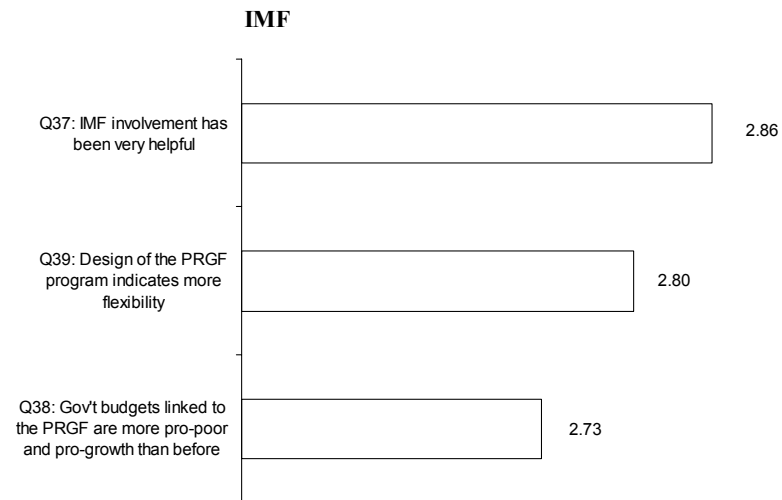 IMF
Q37: IMF involvement has
been very helpful
2.86
Q39: Design of the PRGF
program indicates more
flexibility
2.80
Q38: Gov't budgets linked to
the PRGF are more pro-poor
and pro-growth than before
2.73